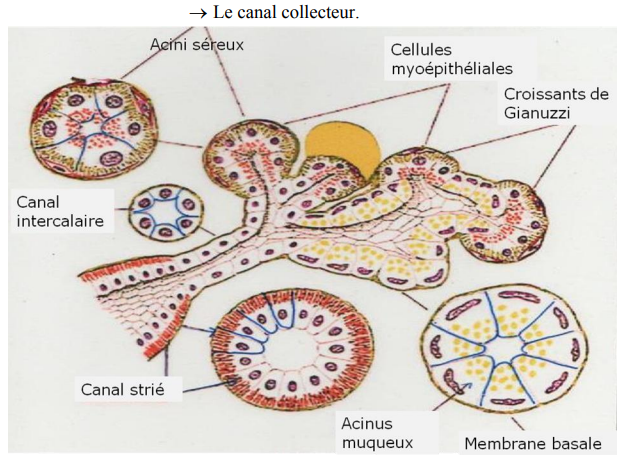 → Le canal collecteur.
Acini séreux
Cellules
myoépithéliales
Croissants de
Gianuzzi
Canal
intercalaire
Canal strié
Acinus
muqueux
Membrane basale